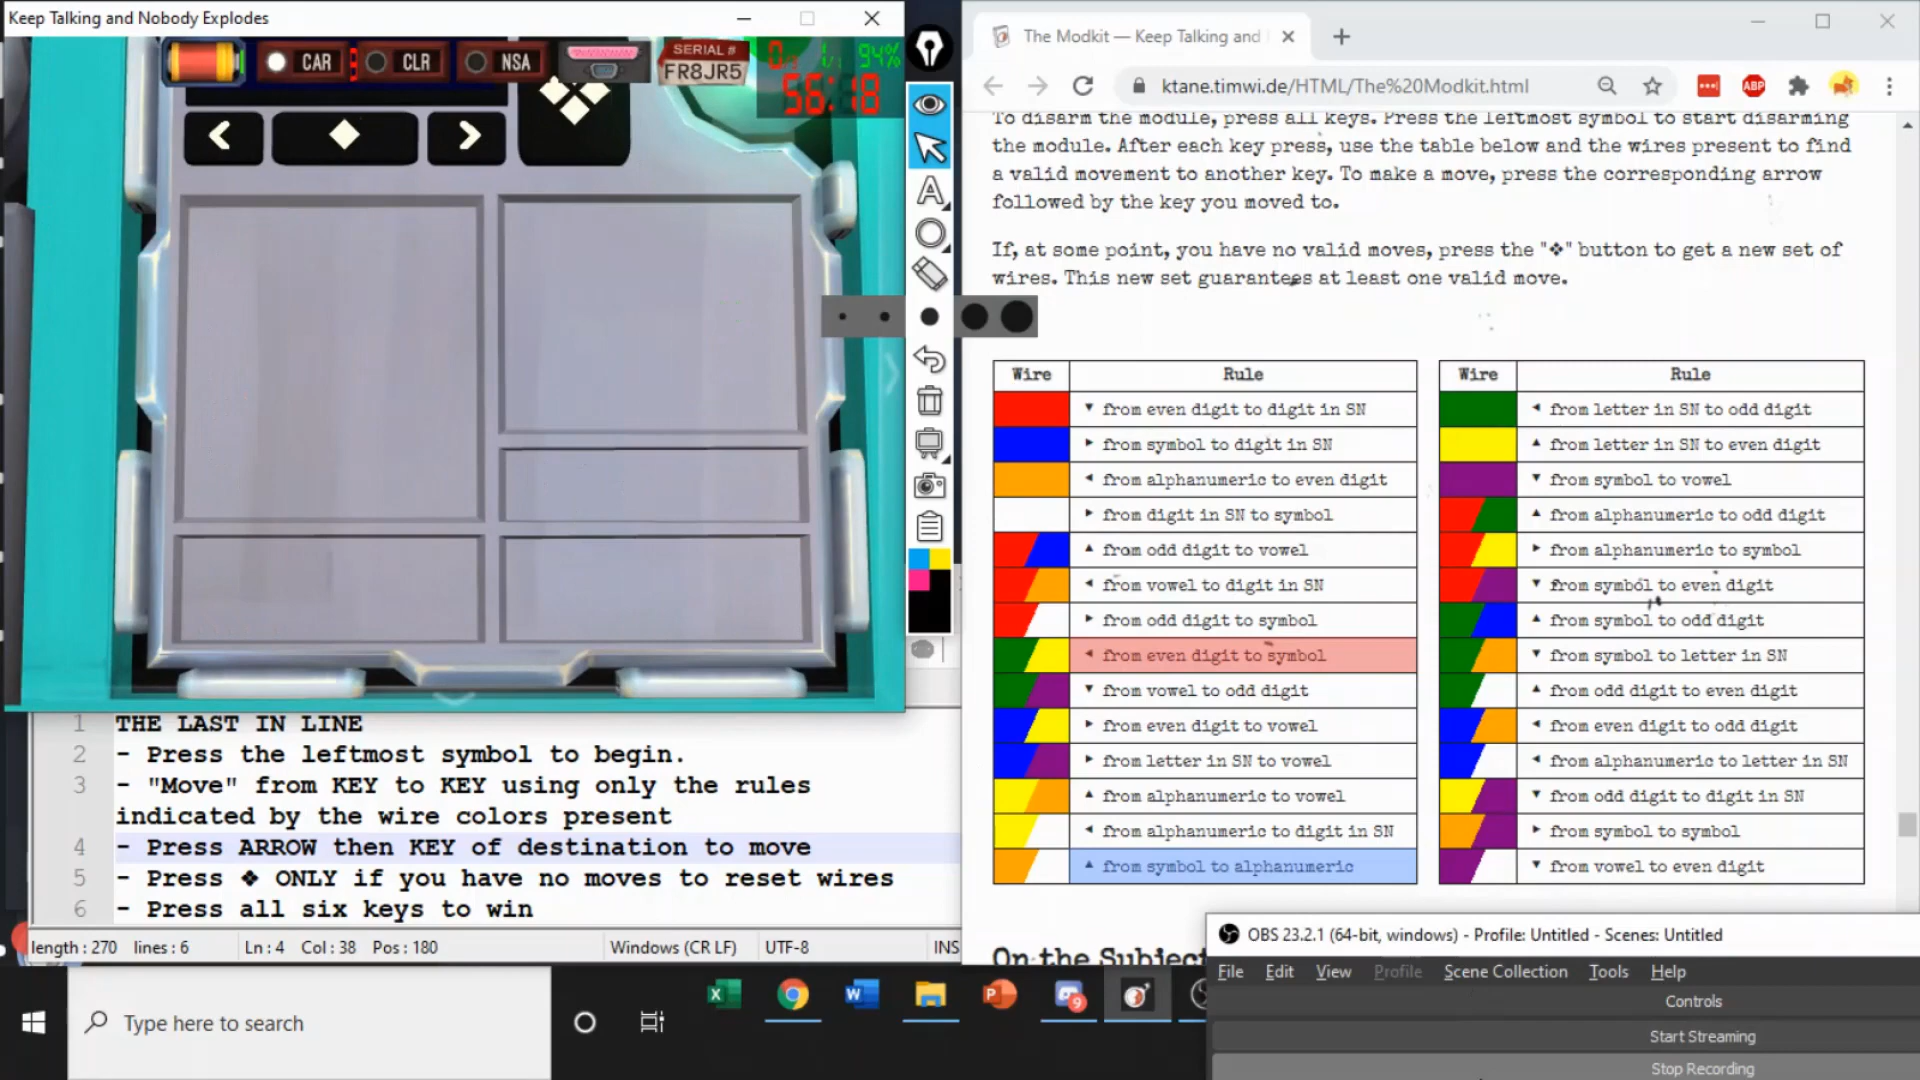 Keep Talking and Nobody Explodes
CAR
CLR
NSA
SERIAL #
FR8JR5
94%
56:18
The Modkit — Keep Talking and
ktane.timwi.de/HTML/The%20Modkit.html
ABP
To disarm the module, press all keys. Press the leftmost symbol to start disarming
the module. After each key press, use the table below and the wires present to find
a valid movement to another key. To make a move, press the corresponding arrow
followed by the key you moved to.
If, at some point, you have no valid moves, press the "❖" button to get a new set of
wires. This new set guarantees at least one valid move.
Wire Rule
▼ from even digit to digit in SN
► from symbol to digit in SN
◄ from alphanumeric to even digit
► from digit in SN to symbol
▲ from odd digit to vowel
◄ from vowel to digit in SN
► from odd digit to symbol
◄ from even digit to symbol
▼ from vowel to odd digit
► from even digit to vowel
► from letter in SN to vowel
▲ from alphanumeric to vowel
◄ from alphanumeric to digit in SN
▲ from symbol to alphanumeric
Wire Rule
◄ from letter in SN to odd digit
▲ from letter in SN to even digit
▼ from symbol to vowel
▲ from alphanumeric to odd digit
► from alphanumeric to symbol
▼ from symbol to even digit
▲ from symbol to odd digit
▼ from symbol to letter in SN
▲ from odd digit to even digit
◄ from even digit to odd digit
◄ from alphanumeric to letter in SN
▼ from odd digit to digit in SN
► from symbol to symbol
▼ from vowel to even digit
On the Subject
1 THE LAST IN LINE
2 - Press the leftmost symbol to begin.
3 - "Move" from KEY to KEY using only the rules
indicated by the wire colors present
4 - Press ARROW then KEY of destination to move
5 - Press ❖ ONLY if you have no moves to reset wires
6 - Press all six keys to win
length : 270 lines : 6 Ln : 4 Col : 38 Pos : 180 Windows (CR LF) UTF-8 INS
OBS 23.2.1 (64-bit, windows) - Profile: Untitled - Scenes: Untitled
File Edit View Profile Scene Collection Tools Help
Controls
Start Streaming
Stop Recording
Type here to search
9